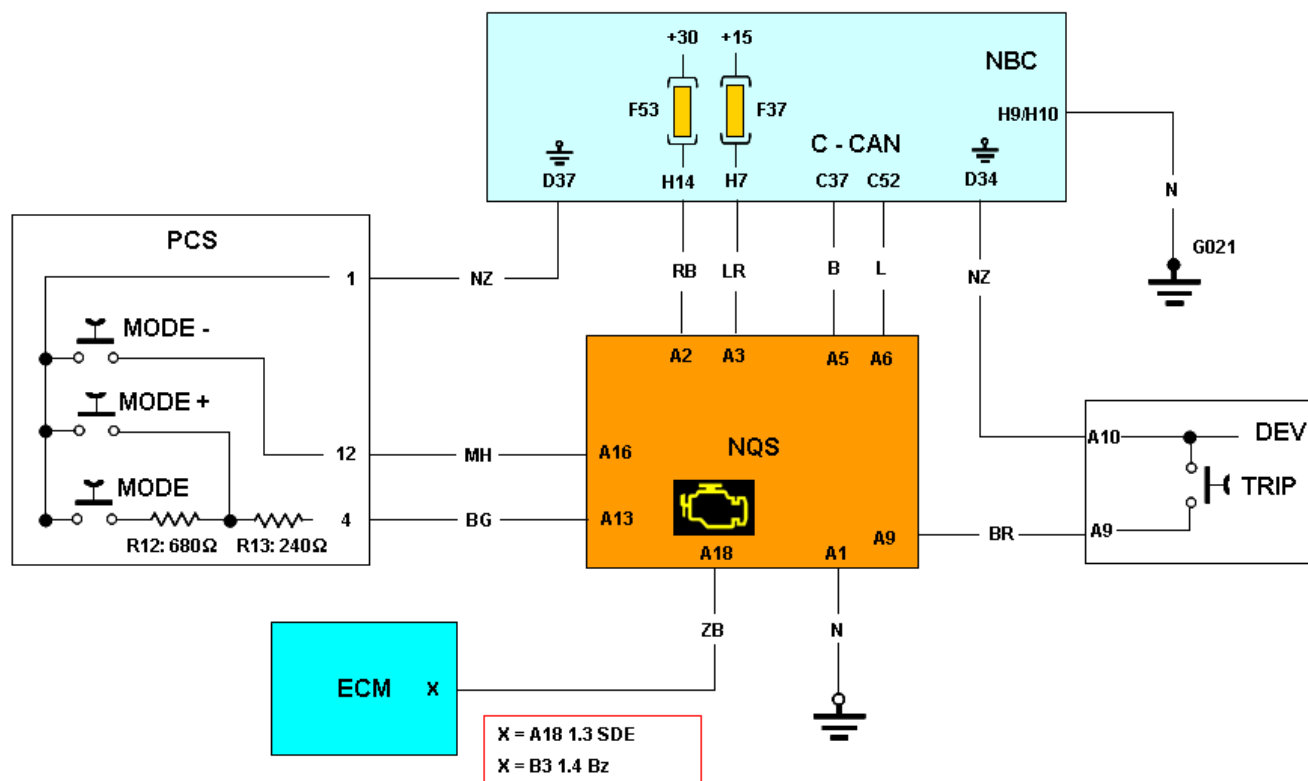 +30 +15
NBC
F53 F37
H9/H10
C - CAN
D37 H14 H7 C37 C52 D34
N
PCS
G021
1 NZ RB LR B L NZ
MODE -
A2 A3 A5 A6
MODE +
A10 DEV
12 MH A16 NQS
TRIP
MODE
4 BG A13
A9 BR A9
R12: 680Ω R13: 240Ω
A18 A1
ZB N
ECM X
X = A18 1.3 SDE
X = B3 1.4 Bz